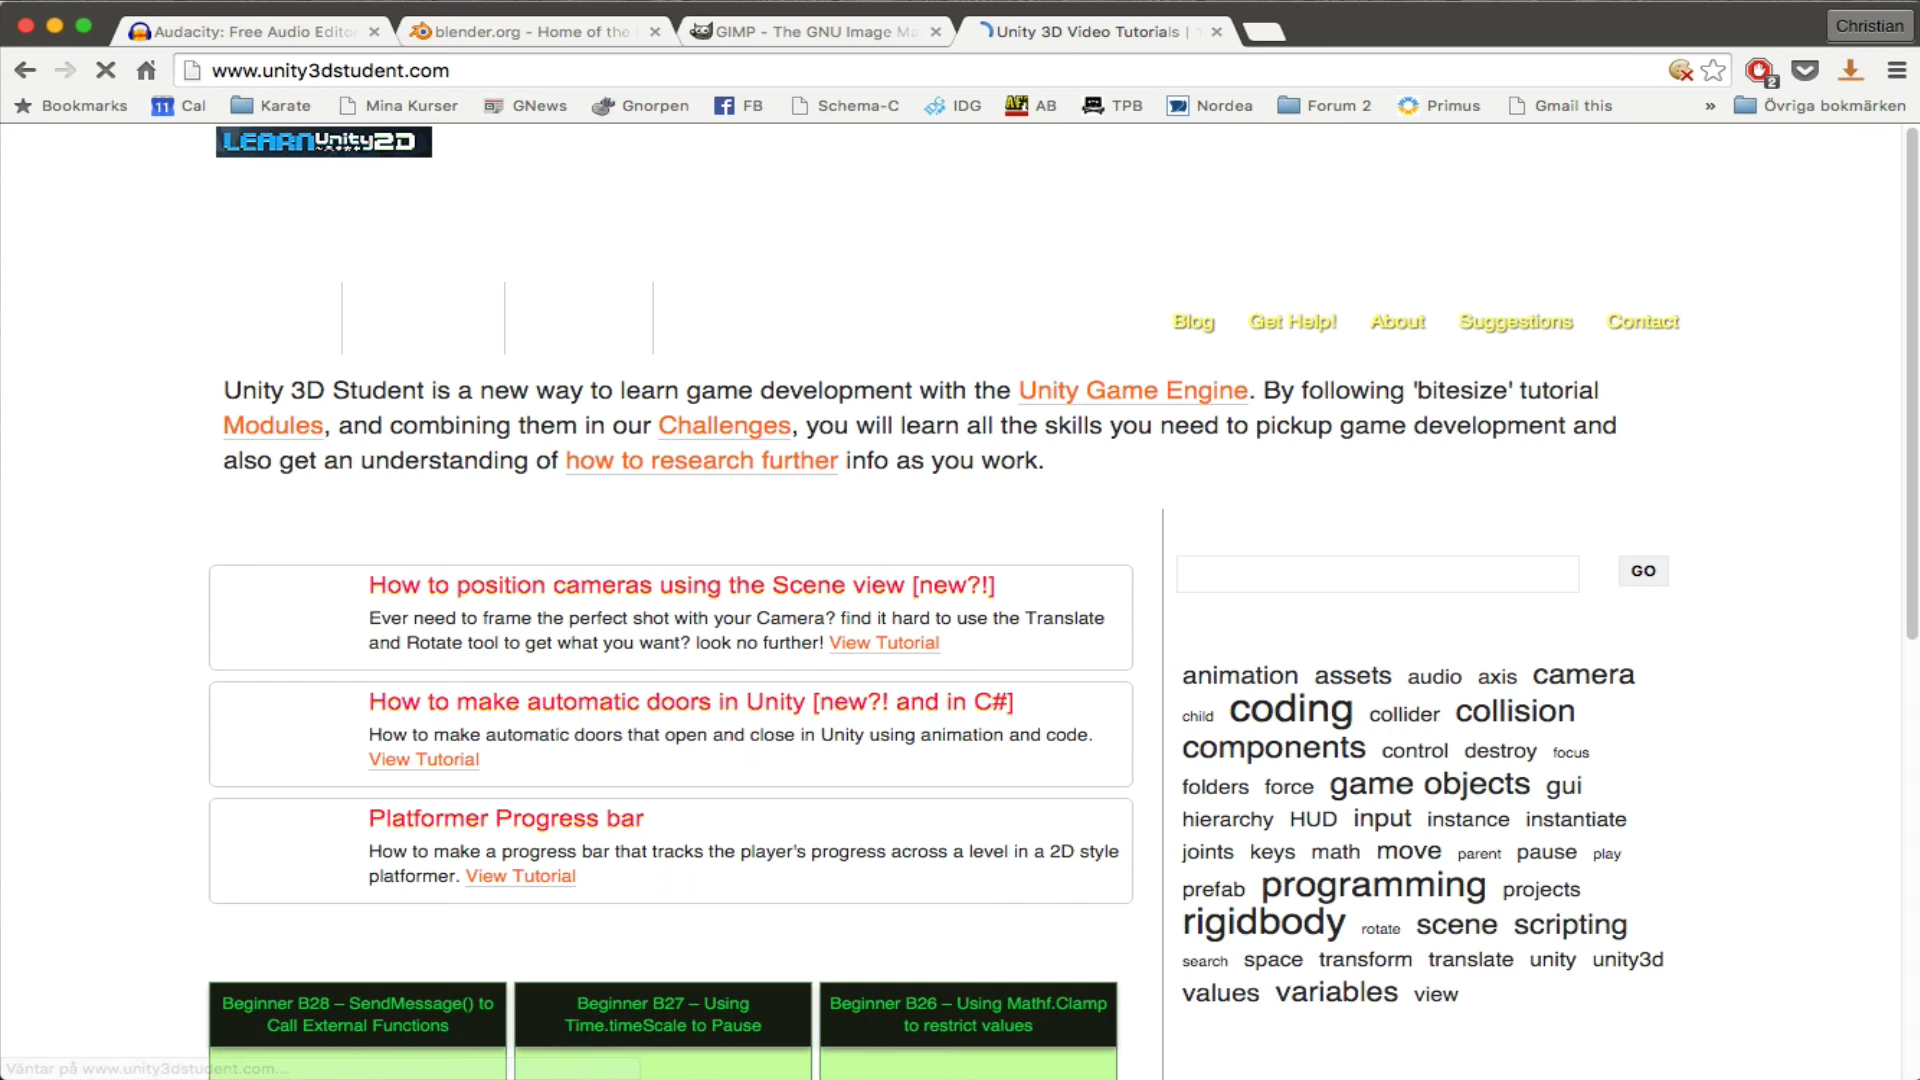 Audacity: Free Audio Editor
blender.org - Home of the
GIMP - The GNU Image Ma
Unity 3D Video Tutorials |
Christian
www.unity3dstudent.com
2
Bookmarks
11 Cal
Karate
Mina Kurser
GNews
Gnorpen
FB
Schema-C
IDG
AB
TPB
Nordea
Forum 2
Primus
Gmail this
»
Övriga bokmärken
LEARN Unity2D
Blog
Get Help!
About
Suggestions
Contact
Unity 3D Student is a new way to learn game development with the Unity Game Engine. By following 'bitesize' tutorial
Modules, and combining them in our Challenges, you will learn all the skills you need to pickup game development and
also get an understanding of how to research further info as you work.
How to position cameras using the Scene view [new?!]
Ever need to frame the perfect shot with your Camera? find it hard to use the Translate
and Rotate tool to get what you want? look no further! View Tutorial
How to make automatic doors in Unity [new?! and in C#]
How to make automatic doors that open and close in Unity using animation and code.
View Tutorial
Platformer Progress bar
How to make a progress bar that tracks the player's progress across a level in a 2D style
platformer. View Tutorial
GO
animation assets audio axis camera
child coding collider collision
components control destroy focus
folders force game objects gui
hierarchy HUD input instance instantiate
joints keys math move parent pause play
prefab programming projects
rigidbody rotate scene scripting
search space transform translate unity unity3d
values variables view
Beginner B28 – SendMessage() to
Call External Functions
Beginner B27 – Using
Time.timeScale to Pause
Beginner B26 – Using Mathf.Clamp
to restrict values
Väntar på www.unity3dstudent.com...